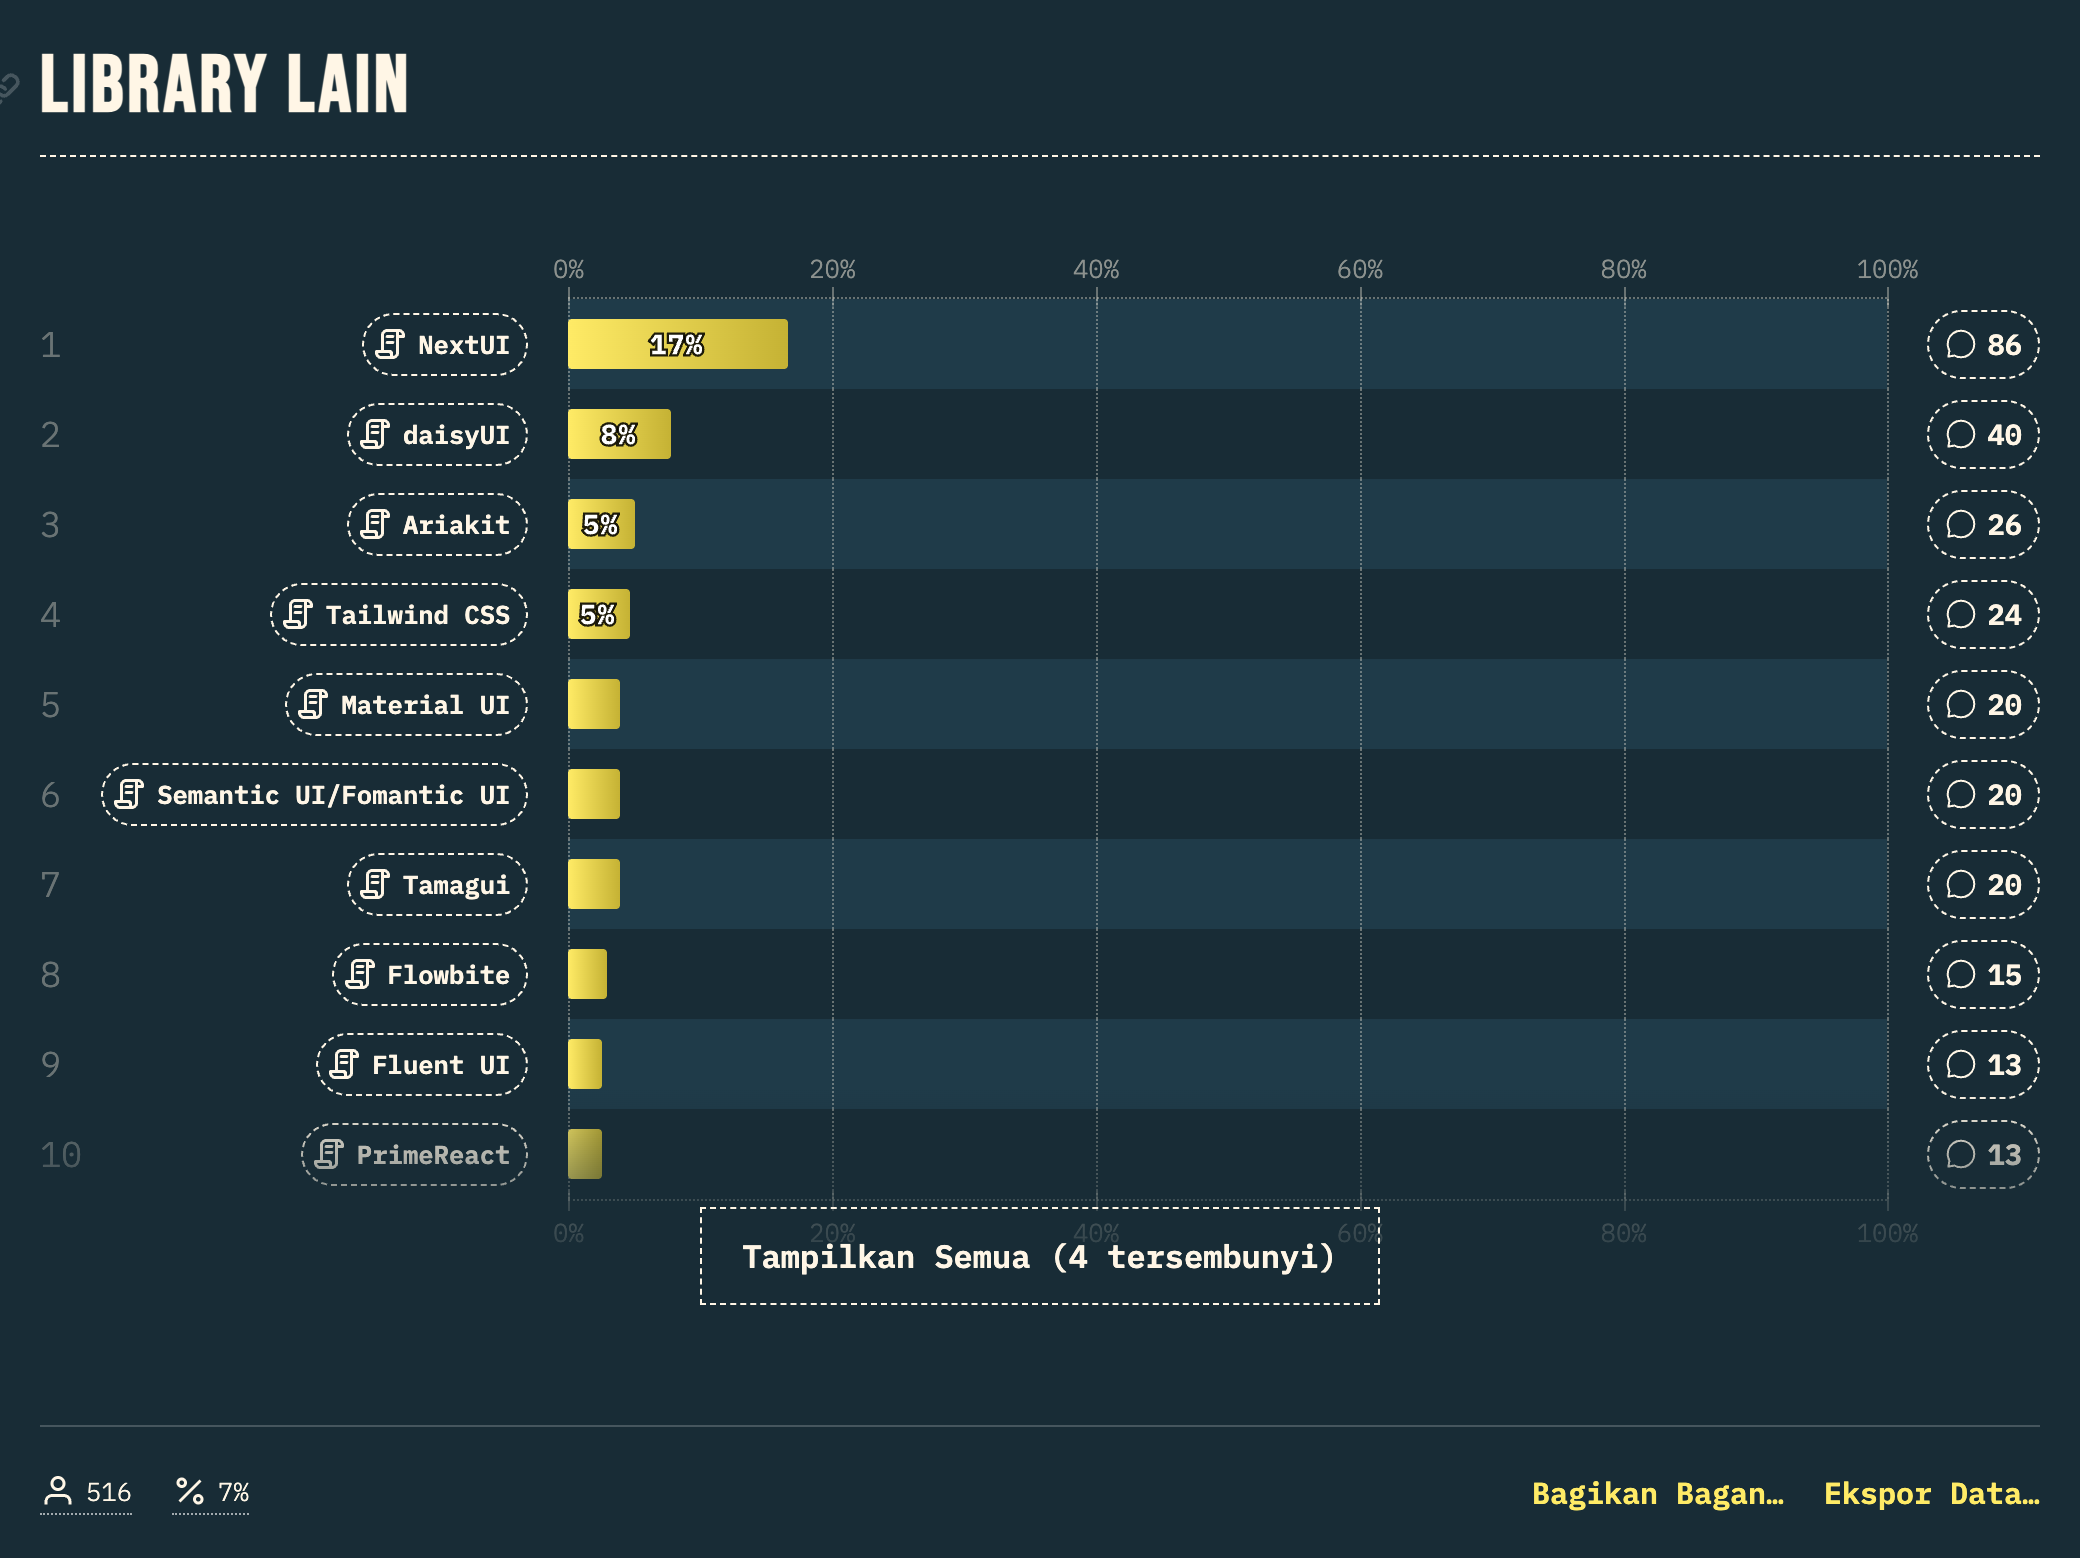 LIBRARY LAIN
0% 20% 40% 60% 80% 100%
1 NextUI 17% 86
2 daisyUI 8% 40
3 Ariakit 5% 26
4 Tailwind CSS 5% 24
5 Material UI 20
6 Semantic UI/Fomantic UI 20
7 Tamagui 20
8 Flowbite 15
9 Fluent UI 13
10 PrimeReact 13
0% 20% 40% 60% 80% 100%
Tampilkan Semua (4 tersembunyi)
516 % 7% Bagikan Bagan… Ekspor Data…